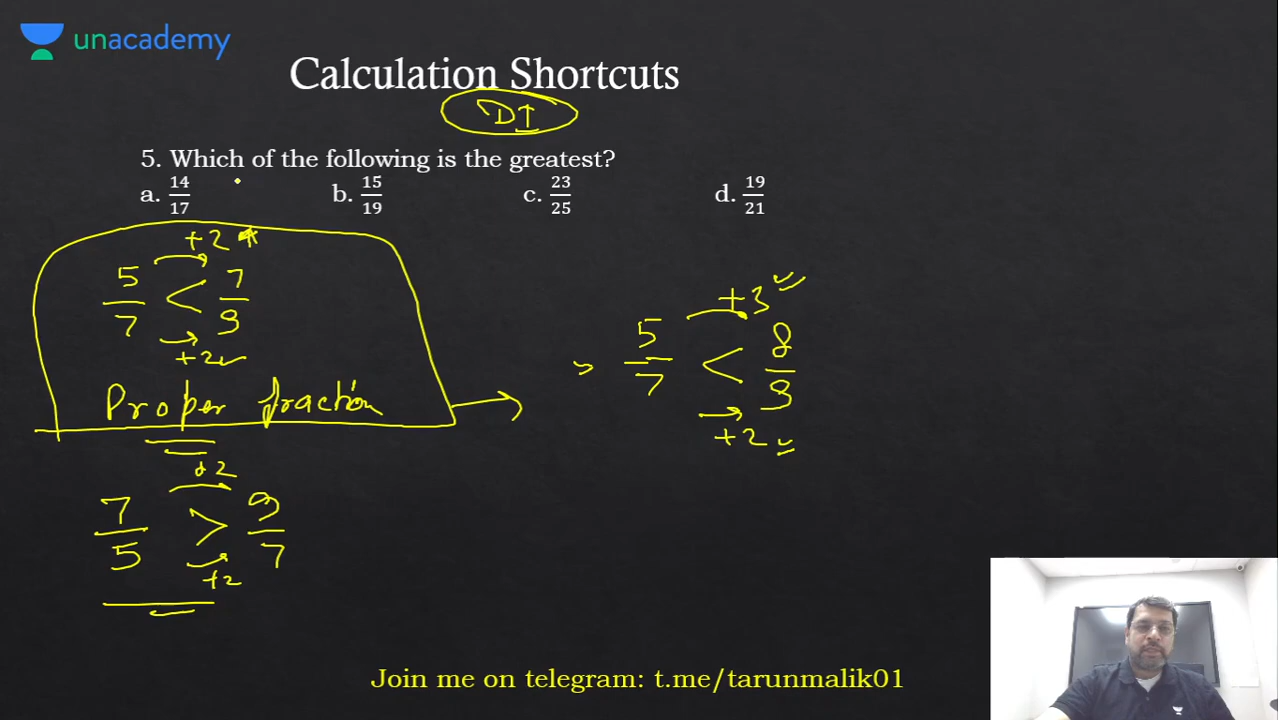 unacademy
Calculation Shortcuts
DI
5. Which of the following is the greatest?
a. 14/17 b. 15/19 c. 23/25 d. 19/21
+2
5/7 < 7/9
+2
Proper fraction
+3
5/7 < 8/9
+2
+2
7/5 > 9/7
+2
Join me on telegram: t.me/tarunmalik01